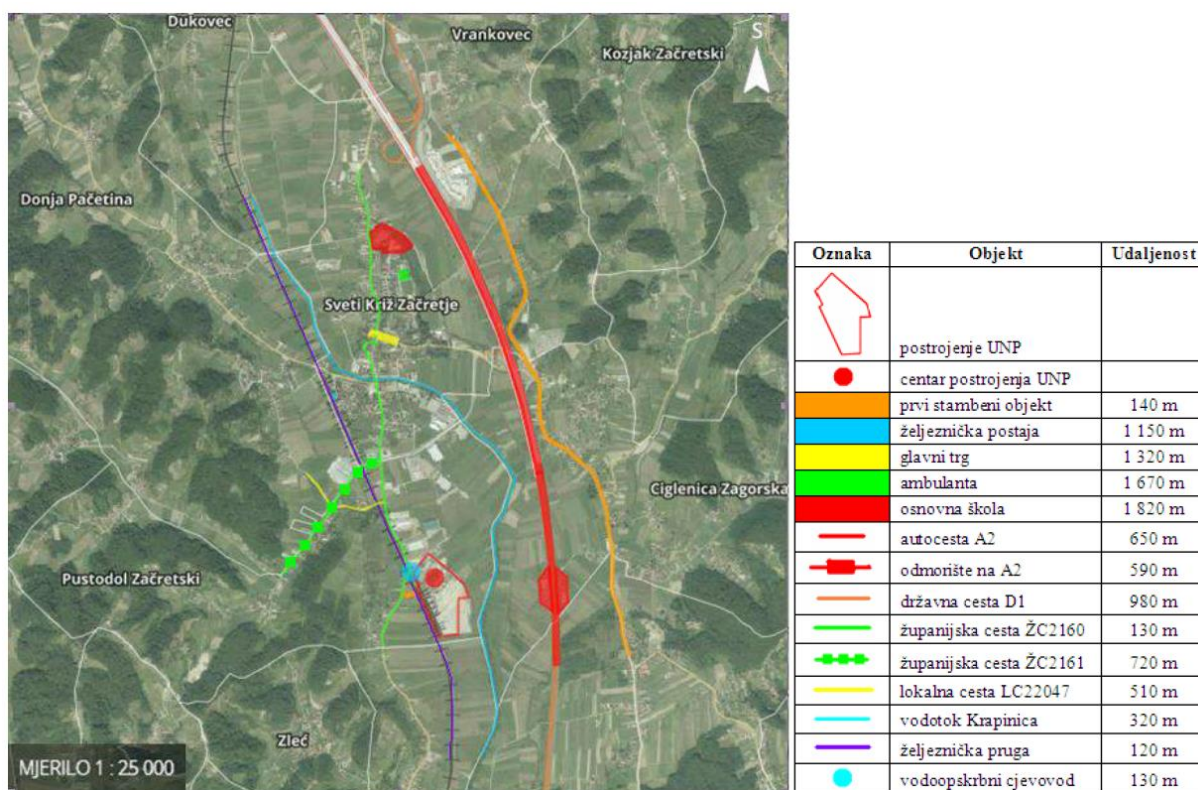 Dukovec
Vrankovec
Kozjak Začretski
S
Donja Pačetina
Sveti Križ Začretje
Ciglenica Zagorska
Pustodol Začretski
Zleć
MJERILO 1 : 25 000
Oznaka Objekt Udaljenost
postrojenje UNP
centar postrojenja UNP
prvi stambeni objekt 140 m
željeznička postaja 1 150 m
glavni trg 1 320 m
ambulanta 1 670 m
osnovna škola 1 820 m
autocesta A2 650 m
odmorište na A2 590 m
državna cesta D1 980 m
županijska cesta ŽC2160 130 m
županijska cesta ŽC2161 720 m
lokalna cesta LC22047 510 m
vodotok Krapinica 320 m
željeznička pruga 120 m
vodoopskrbni cjevovod 130 m